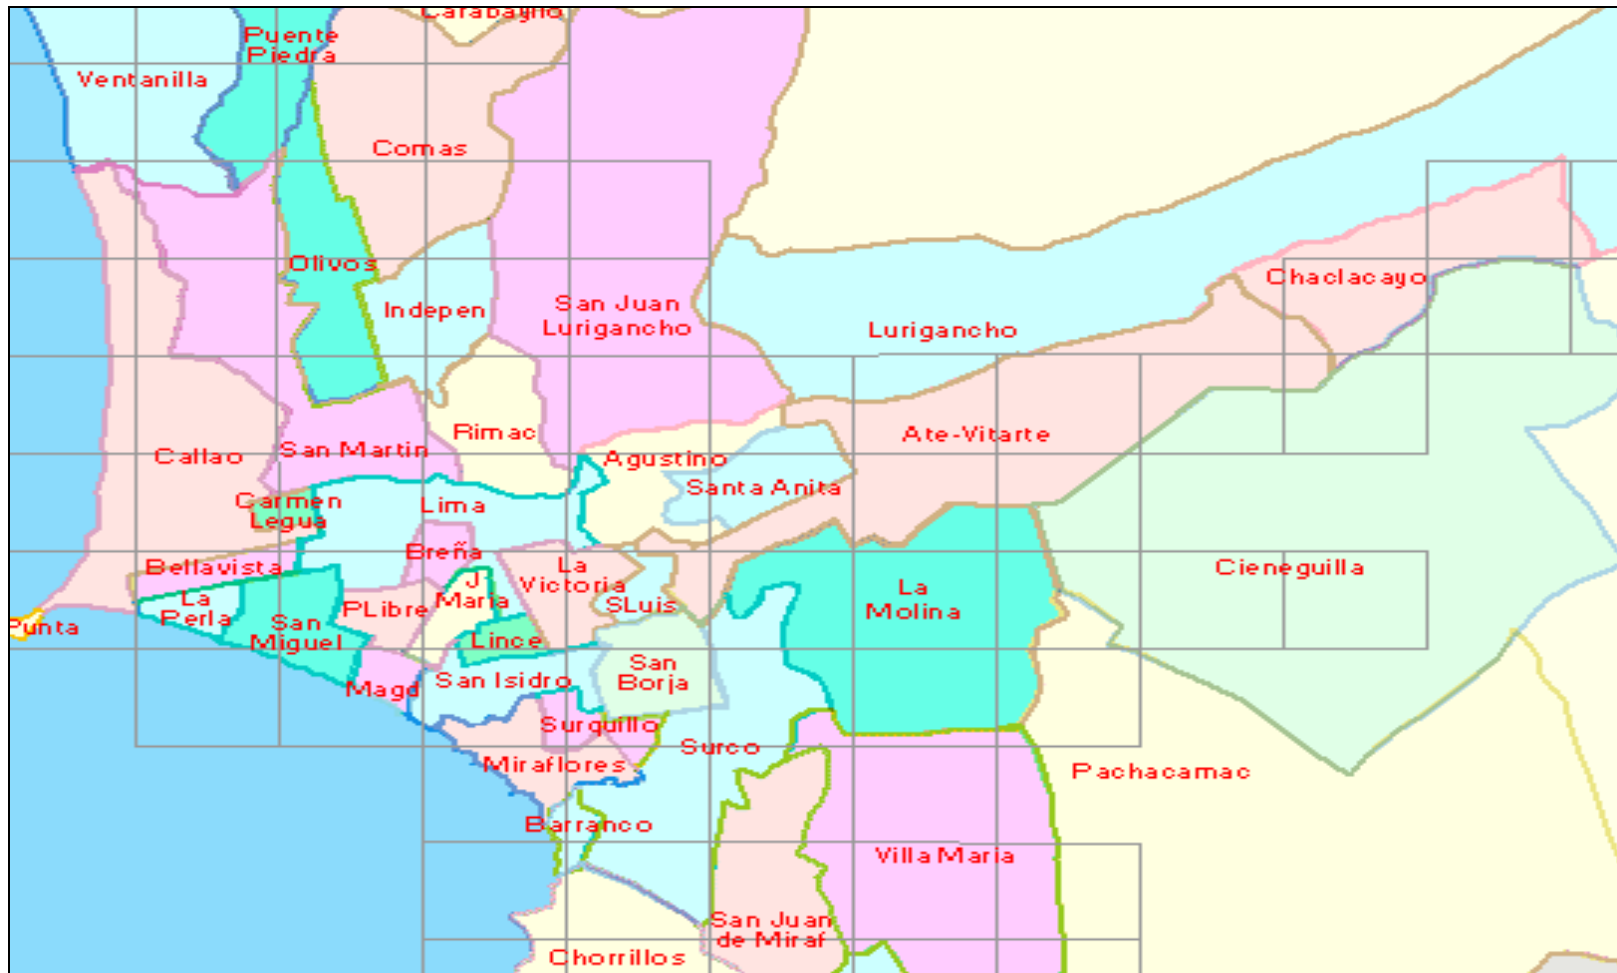 Carabayllo
Puente
Piedra
Ventanilla
Comas
Olivos
Indepen
San Juan
Lurigancho
Lurigancho
Chaclacayo
Callao
San Martin
Rimac
Agustino
Santa Anita
Ate-Vitarte
Carmen
Legua
Lima
Breña
Bellavista
La
Perla
San
Miguel
PLibre
J.
Maria
La
Victoria
SLuis
La
Molina
Cieneguilla
Punta
Lince
Magd
San Isidro
San
Borja
Surquillo
Surco
Miraflores
Pachacamac
Barranco
Villa Maria
San Juan
de Miraf
Chorrillos